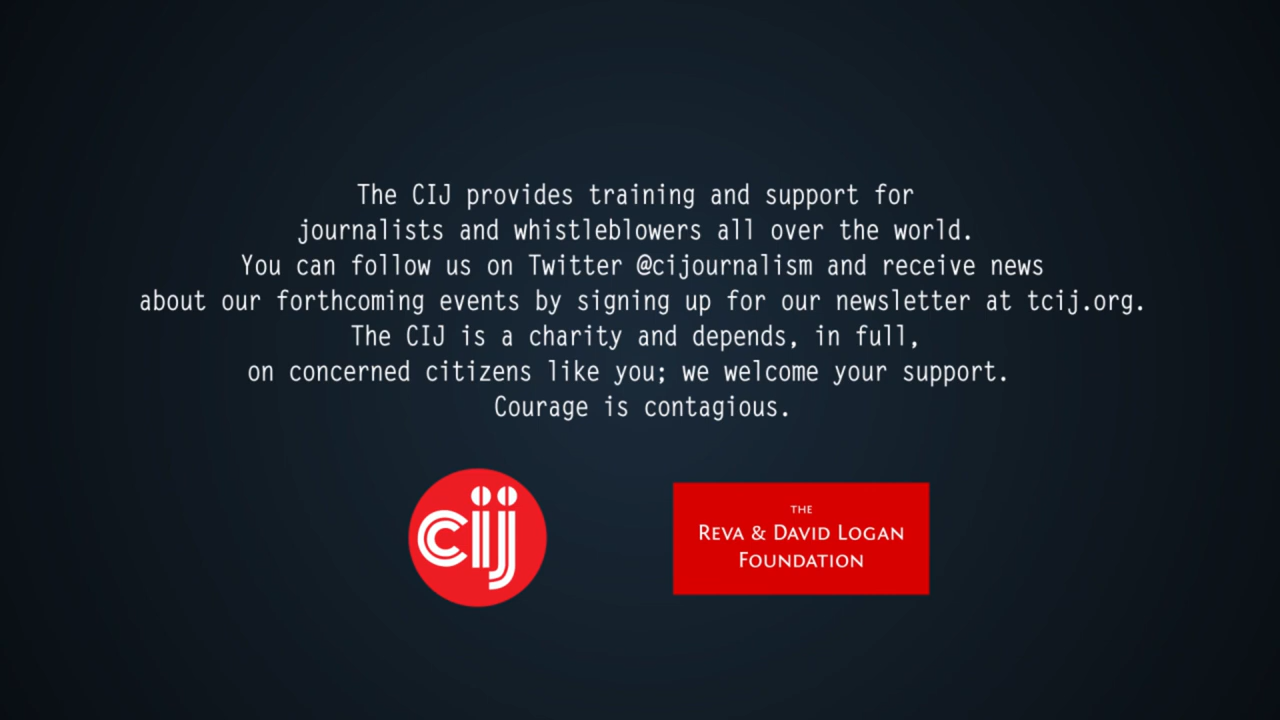 The CIJ provides training and support for
journalists and whistleblowers all over the world.
You can follow us on Twitter @cijournalism and receive news
about our forthcoming events by signing up for our newsletter at tcij.org.
The CIJ is a charity and depends, in full,
on concerned citizens like you; we welcome your support.
Courage is contagious.
cij
THE
REVA & DAVID LOGAN
FOUNDATION